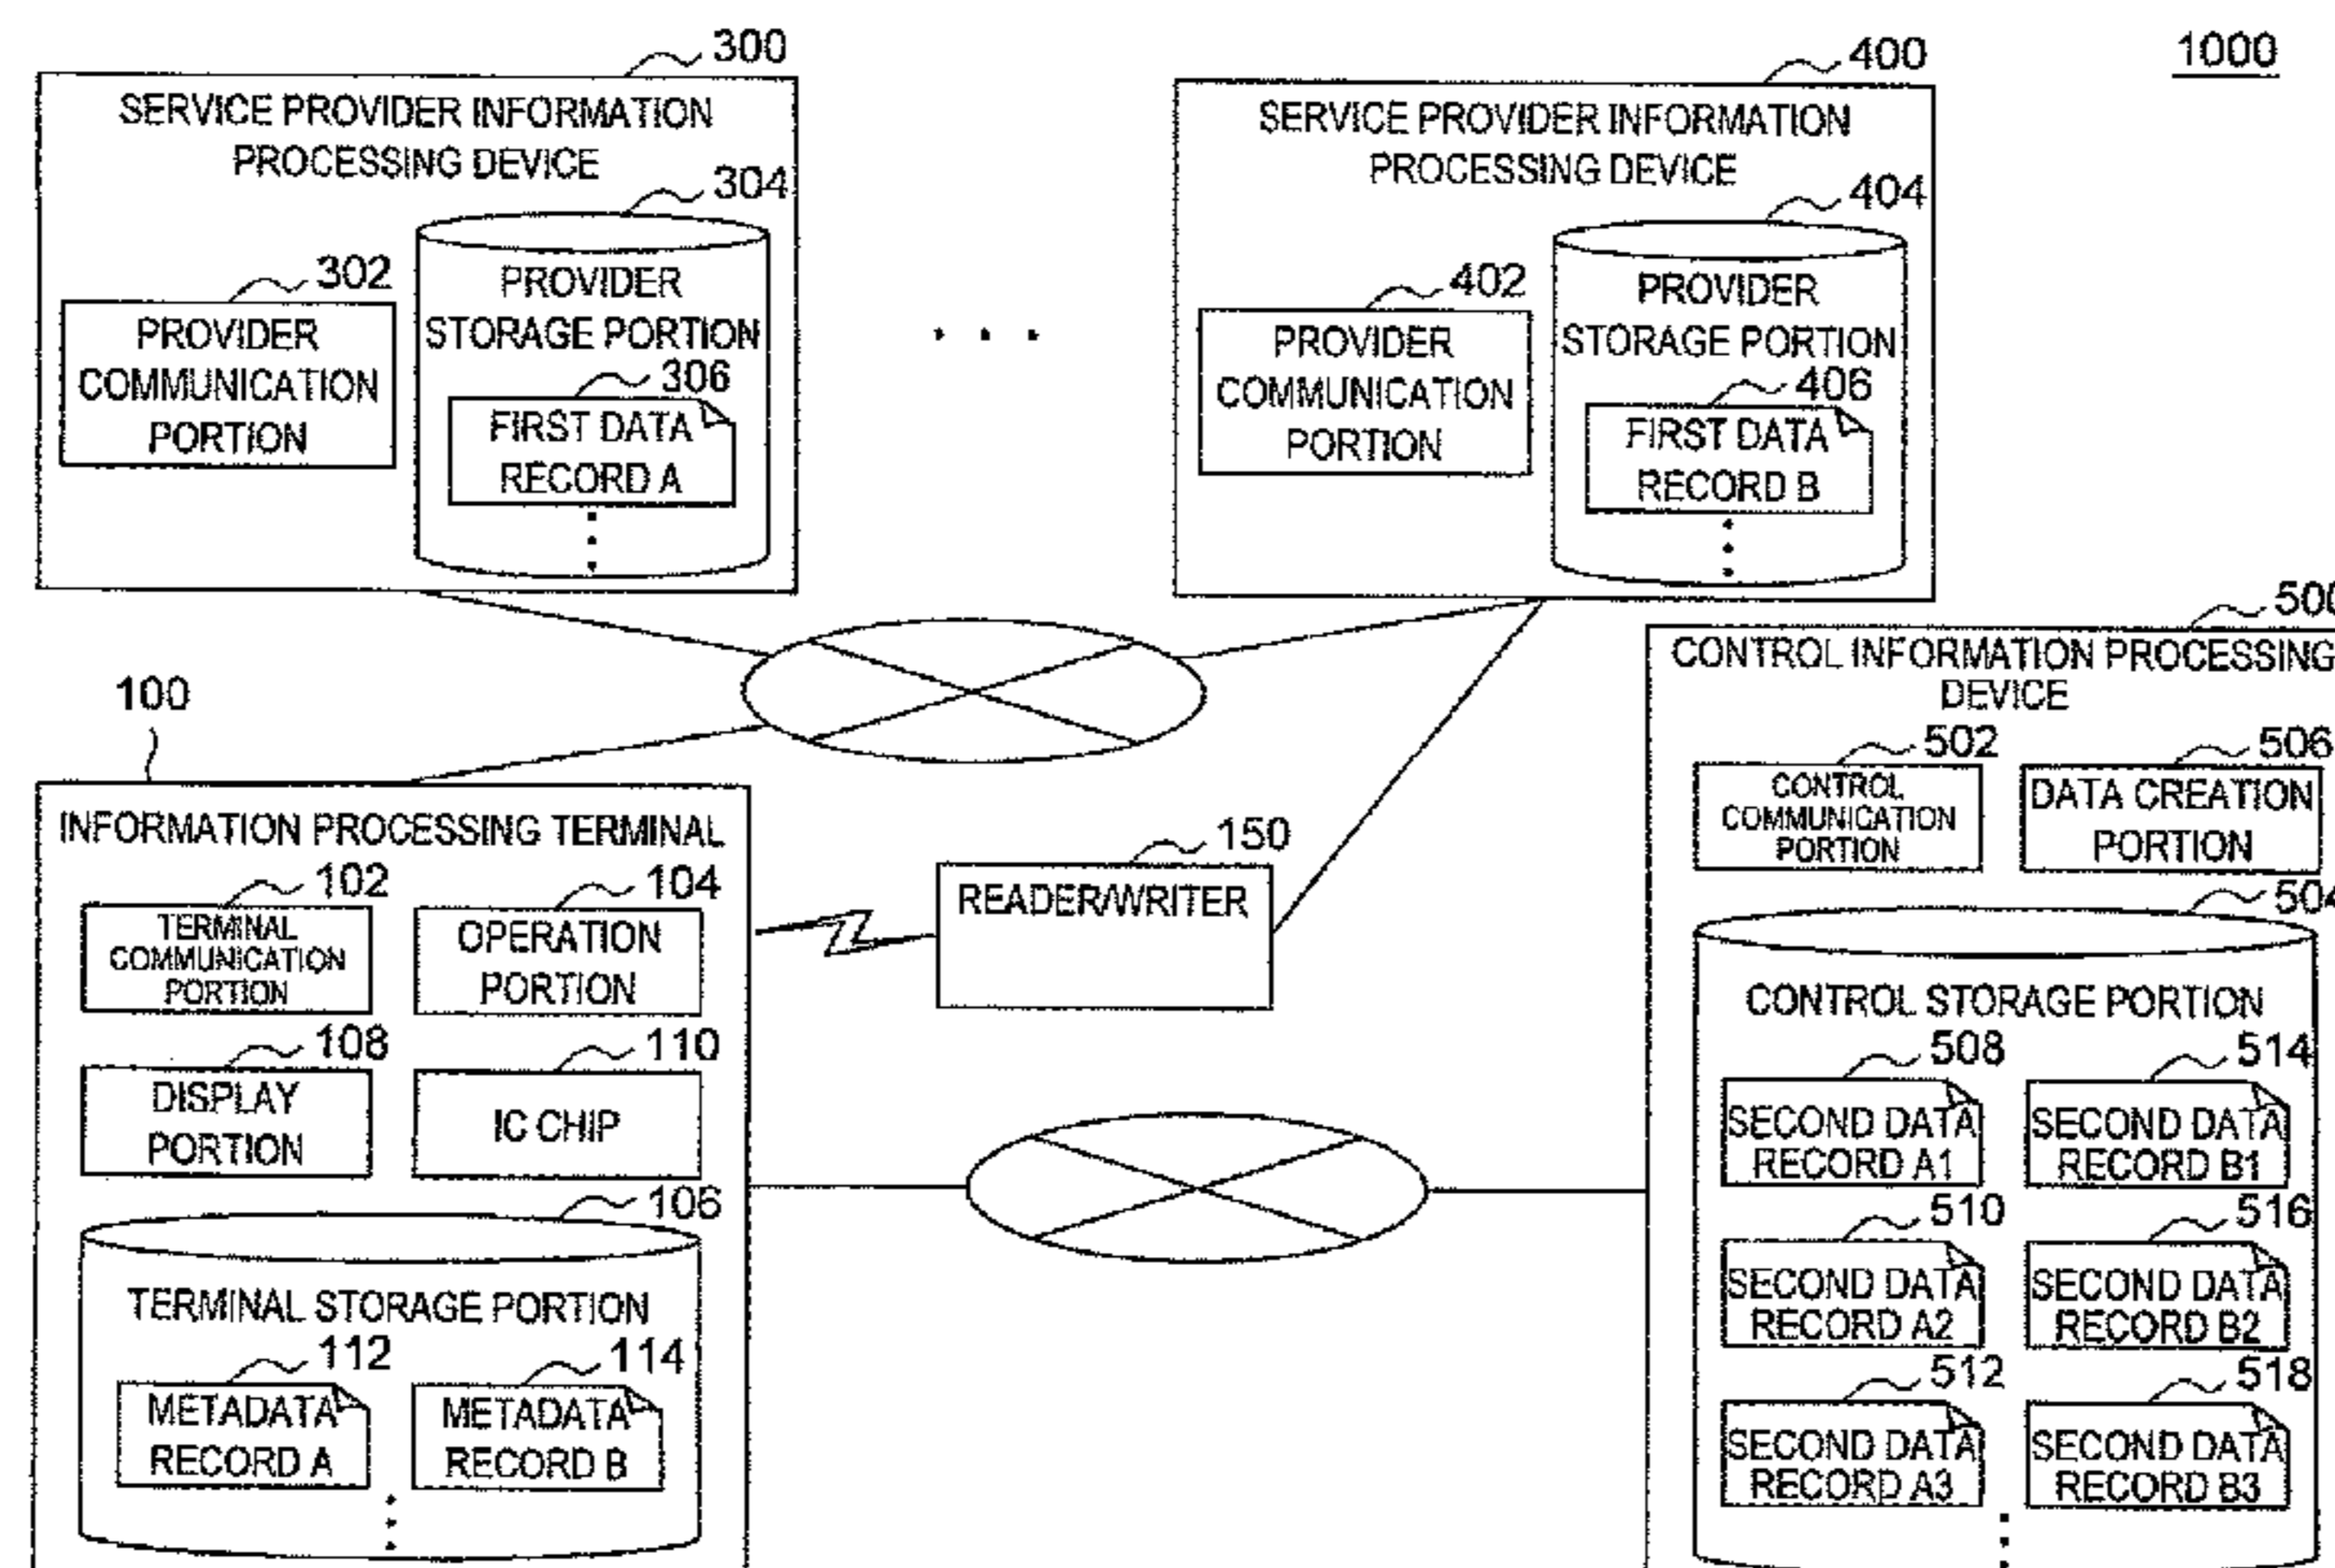 1000
300
SERVICE PROVIDER INFORMATION
PROCESSING DEVICE
304
302
PROVIDER
COMMUNICATION
PORTION
PROVIDER
STORAGE PORTION
306
FIRST DATA
RECORD A
400
SERVICE PROVIDER INFORMATION
PROCESSING DEVICE
404
402
PROVIDER
COMMUNICATION
PORTION
PROVIDER
STORAGE PORTION
406
FIRST DATA
RECORD B
100
INFORMATION PROCESSING TERMINAL
102
TERMINAL
COMMUNICATION
PORTION
104
OPERATION
PORTION
108
DISPLAY
PORTION
110
IC CHIP
106
TERMINAL STORAGE PORTION
112
METADATA
RECORD A
114
METADATA
RECORD B
150
READER/WRITER
500
CONTROL INFORMATION PROCESSING
DEVICE
502
CONTROL
COMMUNICATION
PORTION
506
DATA CREATION
PORTION
504
CONTROL STORAGE PORTION
508
SECOND DATA
RECORD A1
514
SECOND DATA
RECORD B1
510
SECOND DATA
RECORD A2
516
SECOND DATA
RECORD B2
512
SECOND DATA
RECORD A3
518
SECOND DATA
RECORD B3